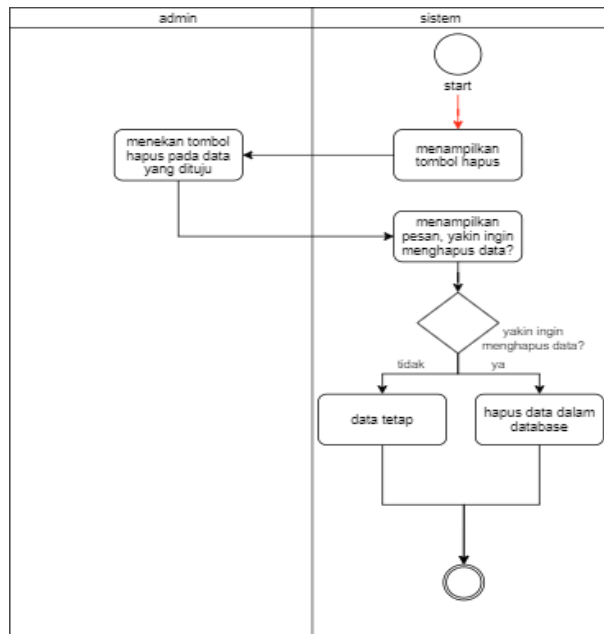 admin
sistem
start
menekan tombol
hapus pada data
yang dituju
menampilkan
tombol hapus
menampilkan
pesan, yakin ingin
menghapus data?
yakin ingin
menghapus data?
tidak
ya
data tetap
hapus data dalam
database